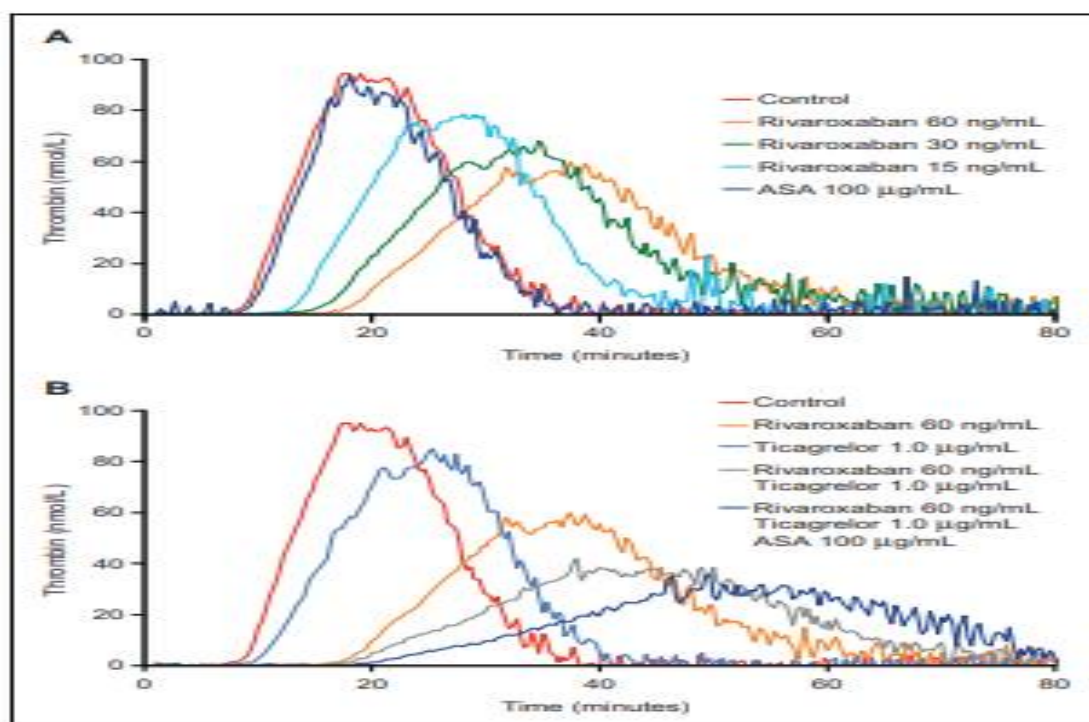 A
100
80
60
40
20
0
Thrombin (nmol/L)
0 20 40 60 80
Time (minutes)
Control
Rivaroxaban 60 ng/mL
Rivaroxaban 30 ng/mL
Rivaroxaban 15 ng/mL
ASA 100 µg/mL
B
100
80
60
40
20
0
Thrombin (nmol/L)
0 20 40 60 80
Time (minutes)
Control
Rivaroxaban 60 ng/mL
Ticagrelor 1.0 µg/mL
Rivaroxaban 60 ng/mL
Ticagrelor 1.0 µg/mL
Rivaroxaban 60 ng/mL
Ticagrelor 1.0 µg/mL
ASA 100 µg/mL